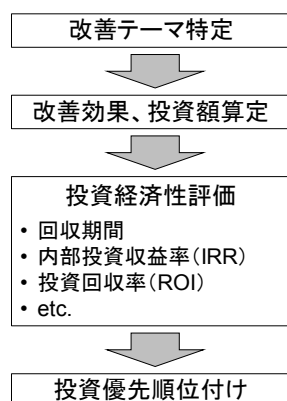 改善テーマ特定
改善効果、投資額算定
投資経済性評価
• 回収期間
• 内部投資収益率(IRR)
• 投資回収率(ROI)
• etc.
投資優先順位付け